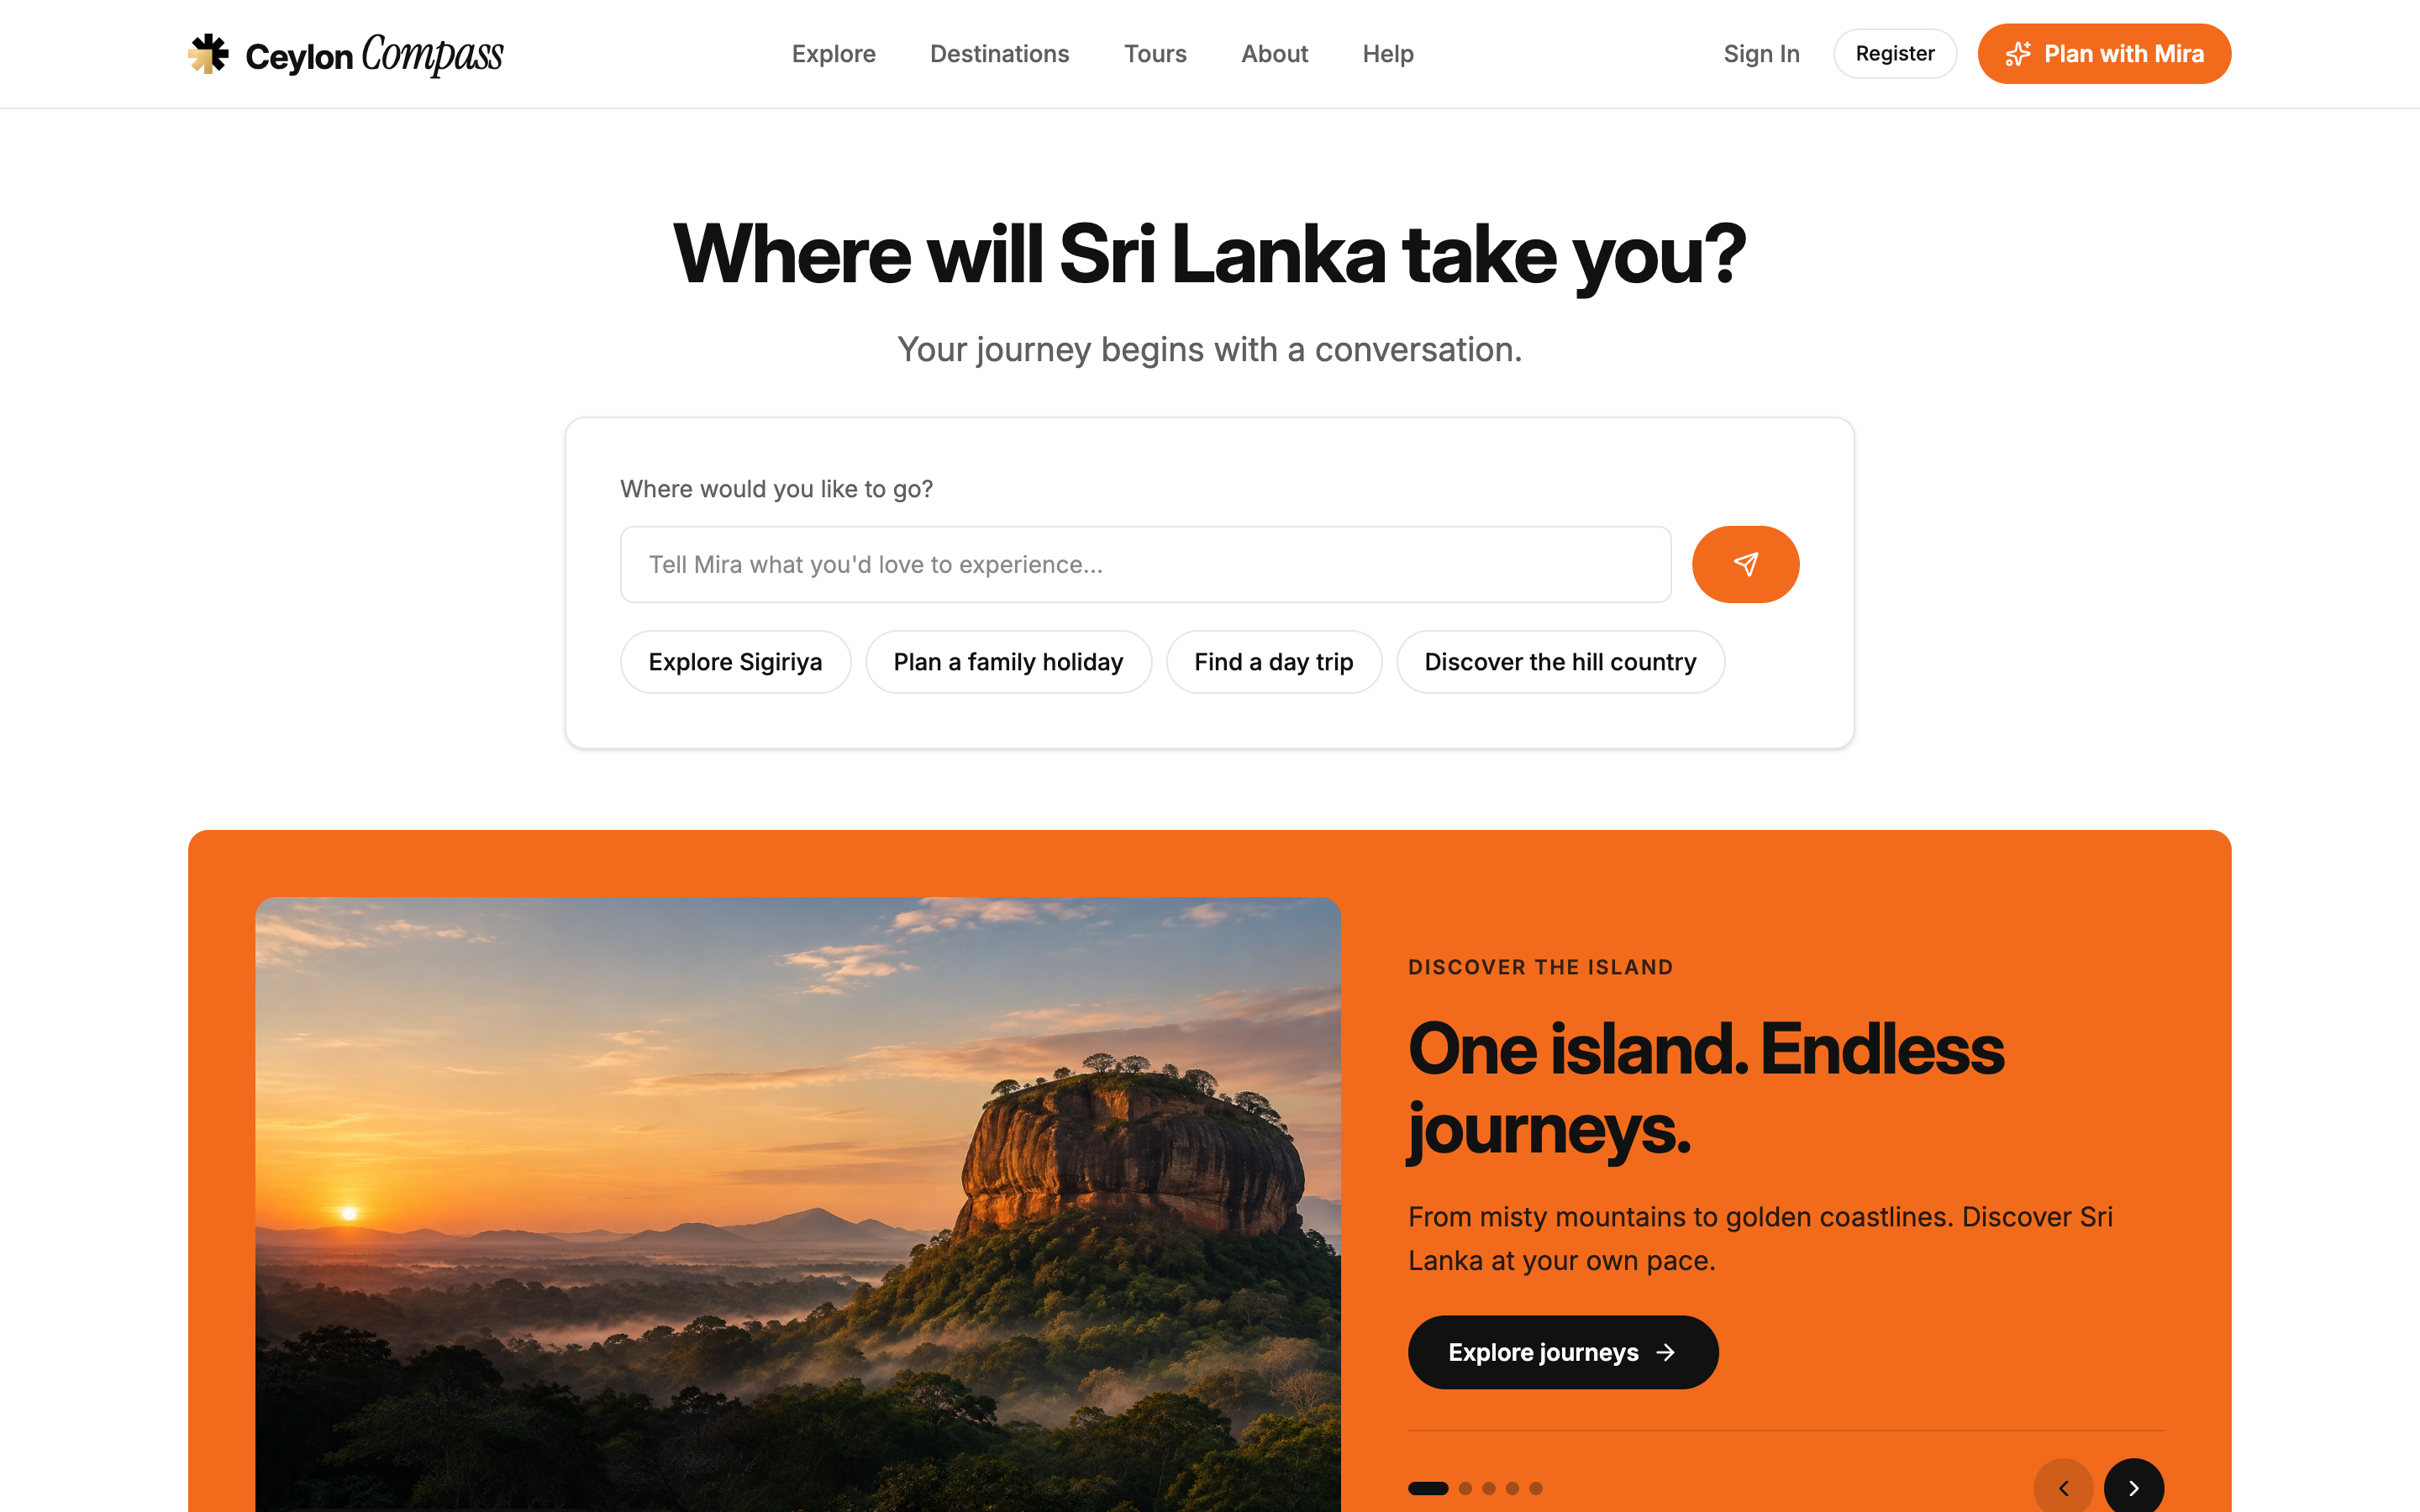 Ceylon Compass
Explore
Destinations
Tours
About
Help
Sign In
Register
Plan with Mira
Where will Sri Lanka take you?
Your journey begins with a conversation.
Where would you like to go?
Tell Mira what you'd love to experience...
Explore Sigiriya
Plan a family holiday
Find a day trip
Discover the hill country
DISCOVER THE ISLAND
One island. Endless
journeys.
From misty mountains to golden coastlines. Discover Sri
Lanka at your own pace.
Explore journeys